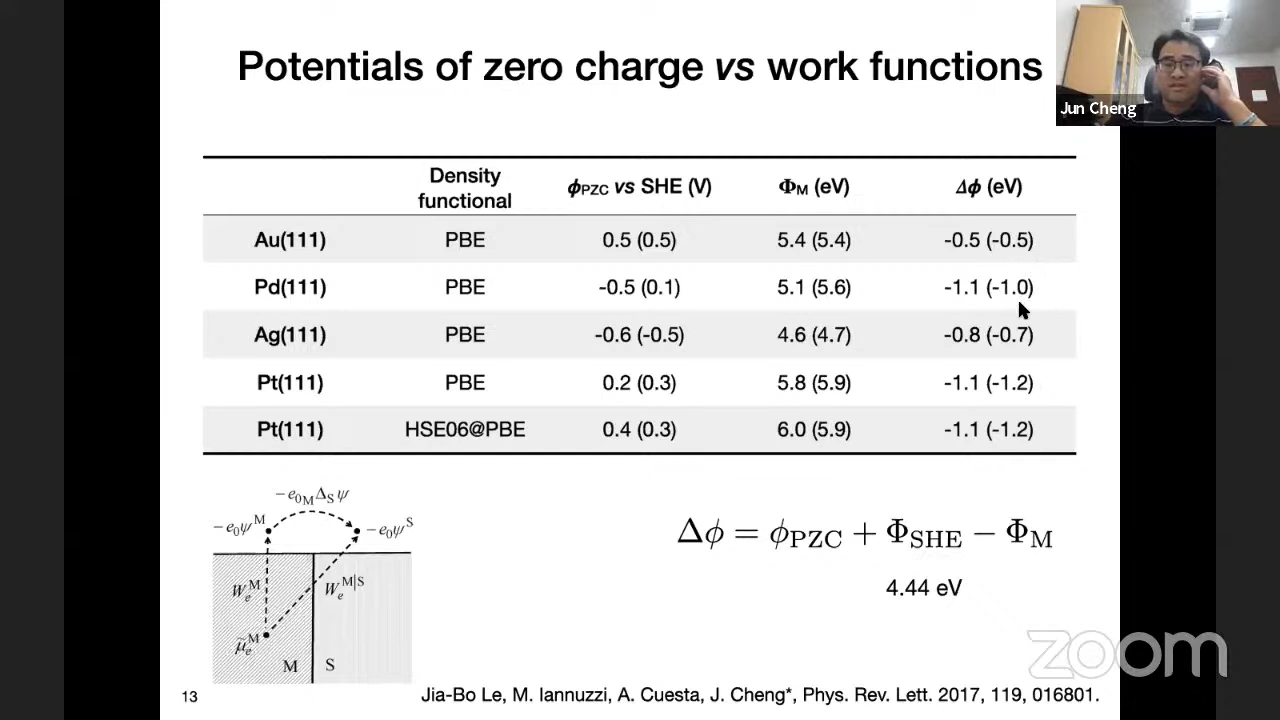 Potentials of zero charge vs work functions
Jun Cheng
Density functional ϕPZC vs SHE (V) ΦM (eV) Δϕ (eV)
Au(111) PBE 0.5 (0.5) 5.4 (5.4) -0.5 (-0.5)
Pd(111) PBE -0.5 (0.1) 5.1 (5.6) -1.1 (-1.0)
Ag(111) PBE -0.6 (-0.5) 4.6 (4.7) -0.8 (-0.7)
Pt(111) PBE 0.2 (0.3) 5.8 (5.9) -1.1 (-1.2)
Pt(111) HSE06@PBE 0.4 (0.3) 6.0 (5.9) -1.1 (-1.2)
−e₀MΔSψ
−e₀ψᴹ −e₀ψˢ
Wₑᴹ Wₑᴹ|ˢ
μ̃ₑᴹ
M S
Δϕ = ϕPZC + ΦSHE − ΦM
4.44 eV
zoom
13
Jia-Bo Le, M. Iannuzzi, A. Cuesta, J. Cheng*, Phys. Rev. Lett. 2017, 119, 016801.